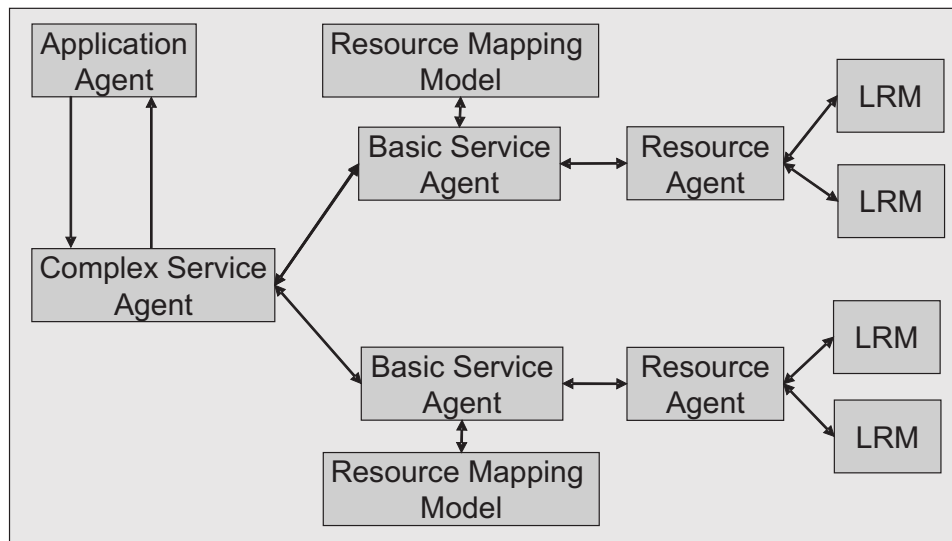 Application
Agent
Resource Mapping
Model
LRM
Basic Service
Agent
Resource
Agent
LRM
Complex Service
Agent
LRM
Basic Service
Agent
Resource
Agent
LRM
Resource Mapping
Model